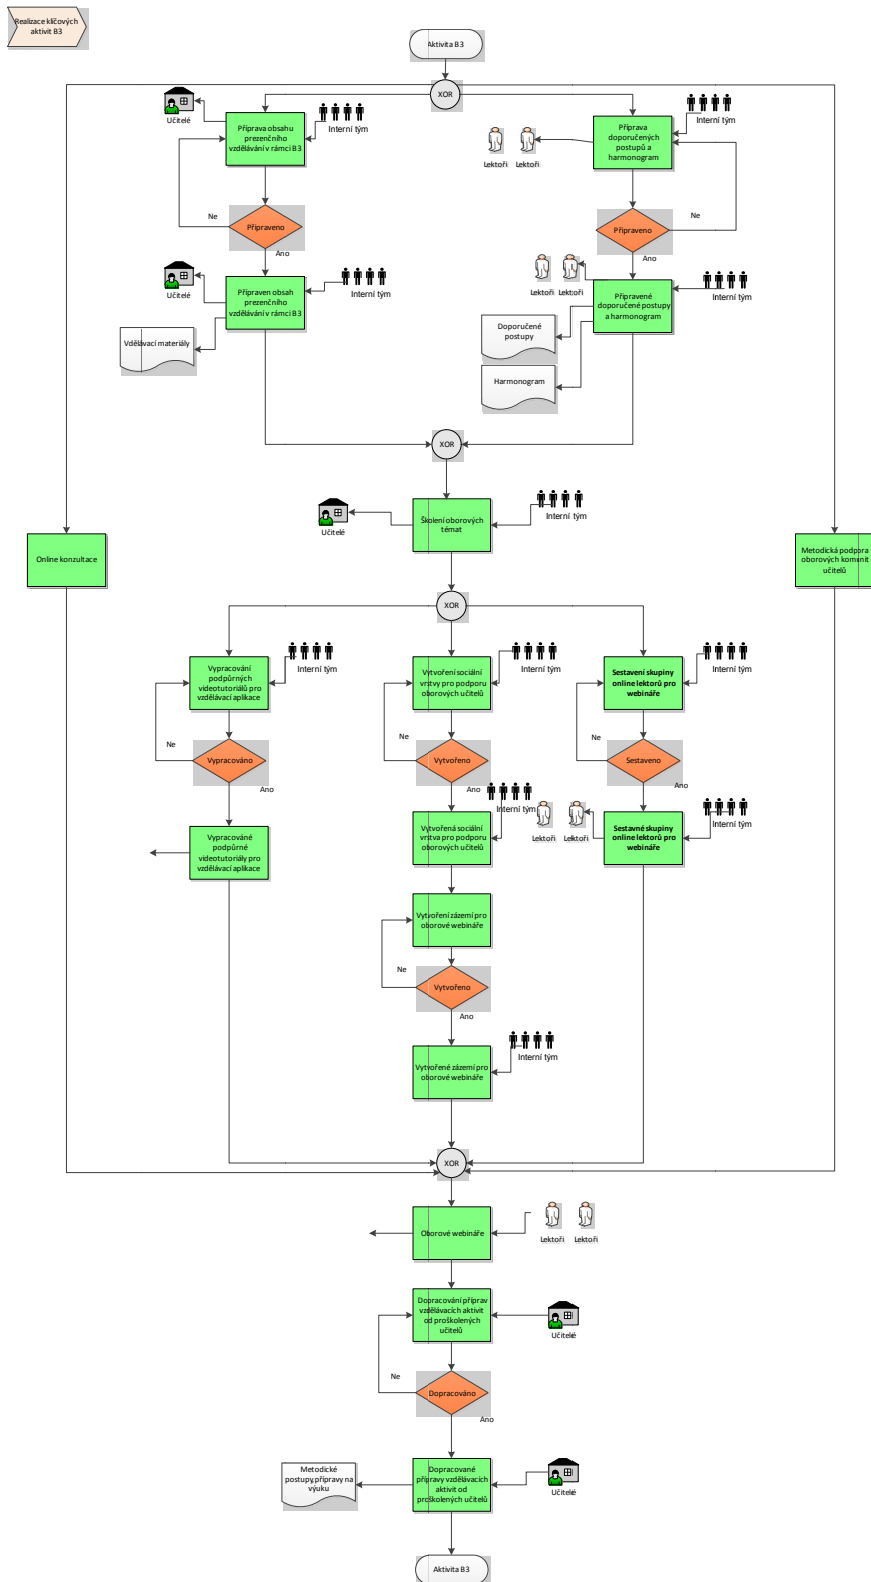 Realizace klíčových
aktivit B3
Aktivita B3
XOR
Učitelé
Příprava obsahu
prezenčního
vzdělávání v rámci B3
Interní tým
Lektoři
Lektoři
Příprava
doporučených
postupů a
harmonogram
Interní tým
Ne
Připraveno
Ano
Ne
Připraveno
Ano
Učitelé
Připraven obsah
prezenčního
vzdělávání v rámci B3
Interní tým
Lektoři
Lektoři
Připravené
doporučené postupy
a harmonogram
Interní tým
Vdělávací materiály
Doporučené
postupy
Harmonogram
XOR
Učitelé
Školení oborových
témat
Interní tým
Online konzultace
Metodická podpora
oborových komunit
učitelů
XOR
Vypracování
podpůrných
videotutoriálů pro
vzdělávací aplikace
Interní tým
Vytvoření sociální
vrstvy pro podporu
oborových učitelů
Interní tým
Sestavení skupiny
online lektorů pro
webináře
Interní tým
Ne
Vypracováno
Ano
Ne
Vytvořeno
Ano
Ne
Sestaveno
Ano
Vypracováné
podpůrné
videotutoriály pro
vzdělávací aplikace
Vytvořená sociální
vrstva pro podporu
oborových učitelů
Interní tým
Lektoři
Lektoři
Sestavné skupiny
online lektorů pro
webináře
Interní tým
Vytvoření zázemí pro
oborové webináře
Ne
Vytvořeno
Ano
Vytvořené zázemí pro
oborové webináře
Interní tým
XOR
Oborové webináře
Lektoři
Lektoři
Dopracování příprav
vzdělávacích aktivit
od proškolených
učitelů
Učitelé
Ne
Dopracováno
Ano
Metodické
postupy,přípravy na
výuku
Dopracované
přípravy vzdělávacích
aktivit od
proškolených učitelů
Učitelé
Aktivita B3